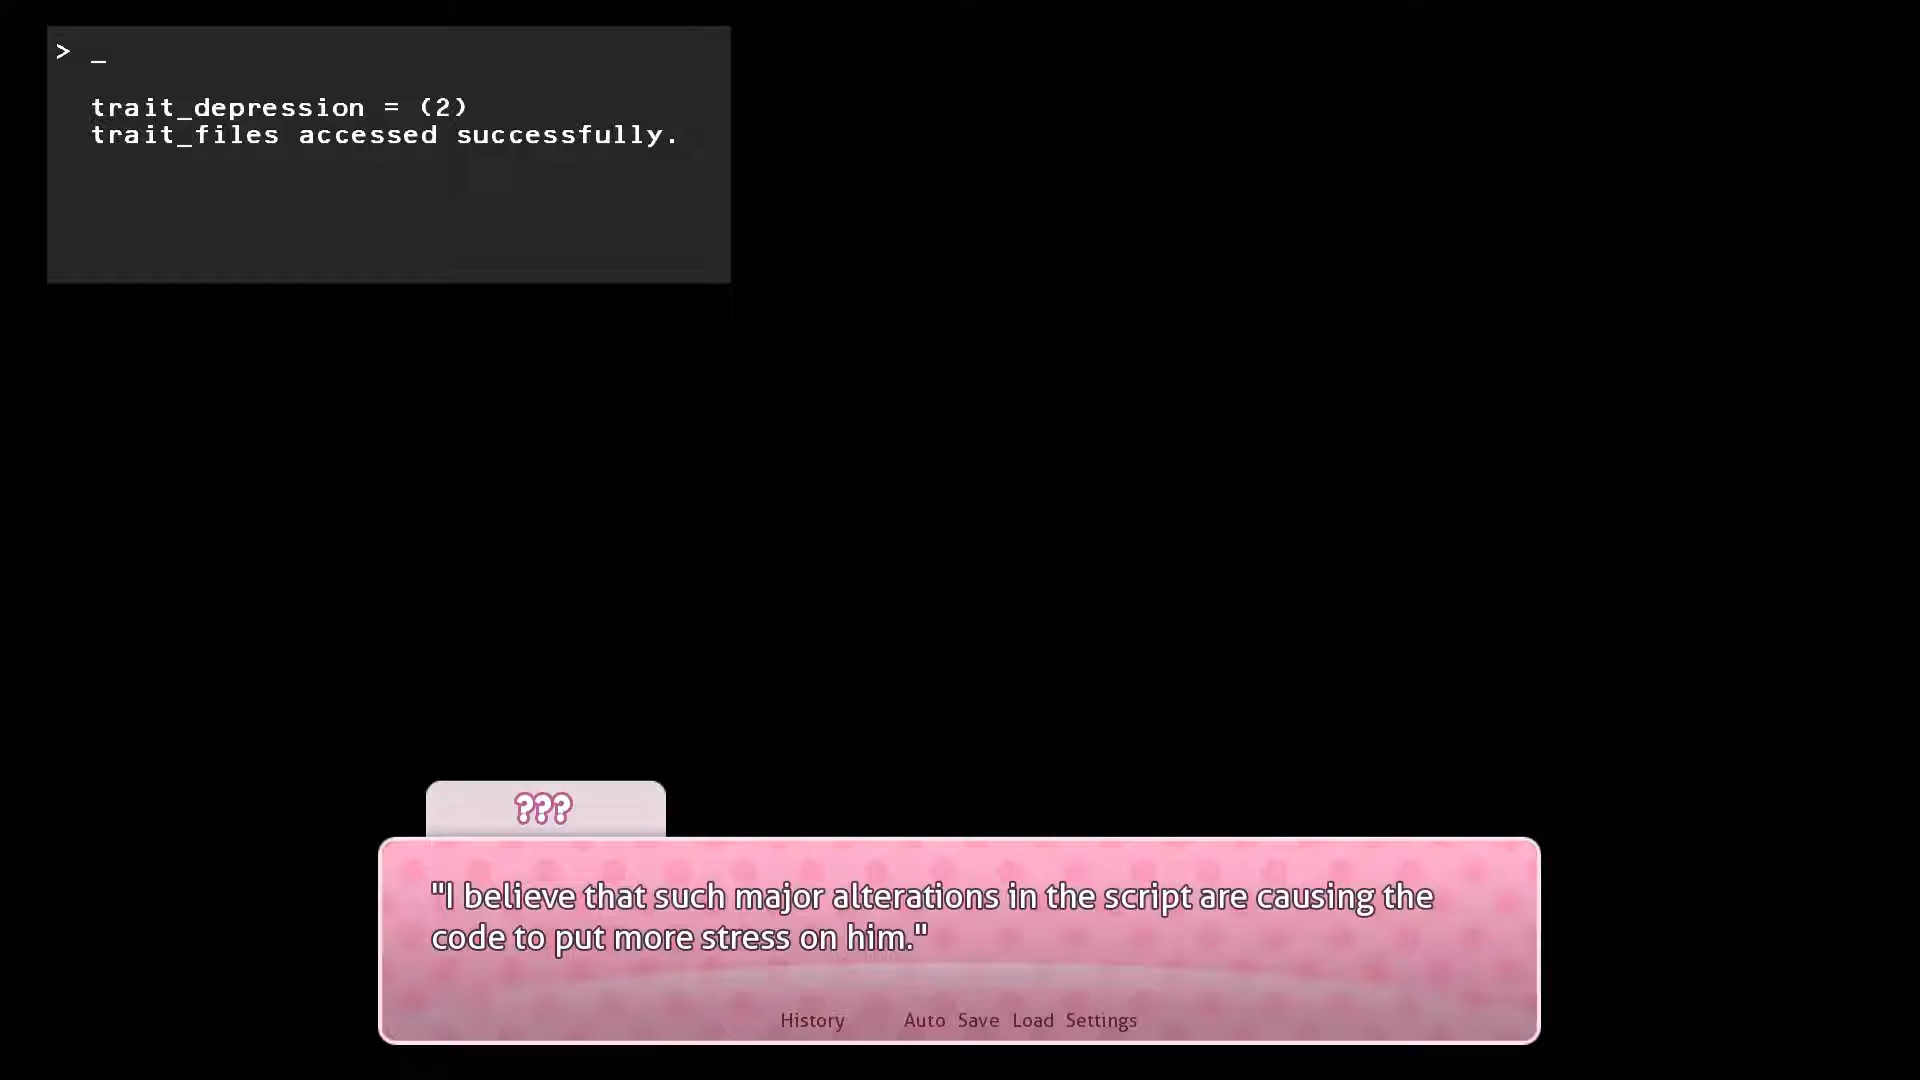 > _
trait_depression = (2)
trait_files accessed successfully.
???
"I believe that such major alterations in the script are causing the
code to put more stress on him."
History Auto Save Load Settings